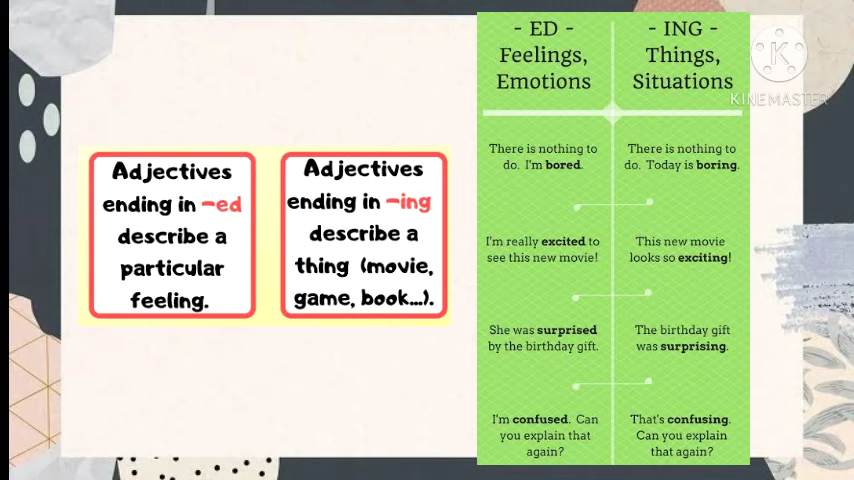 Adjectives
ending in -ed
describe a
particular
feeling.
Adjectives
ending in -ing
describe a
thing (movie,
game, book...).
- ED -
Feelings,
Emotions
- ING -
Things,
Situations
There is nothing to
do. I'm bored.
There is nothing to
do. Today is boring.
I'm really excited to
see this new movie!
This new movie
looks so exciting!
She was surprised
by the birthday gift.
The birthday gift
was surprising.
I'm confused. Can
you explain that
again?
That's confusing.
Can you explain
that again?
K
KINEMASTER